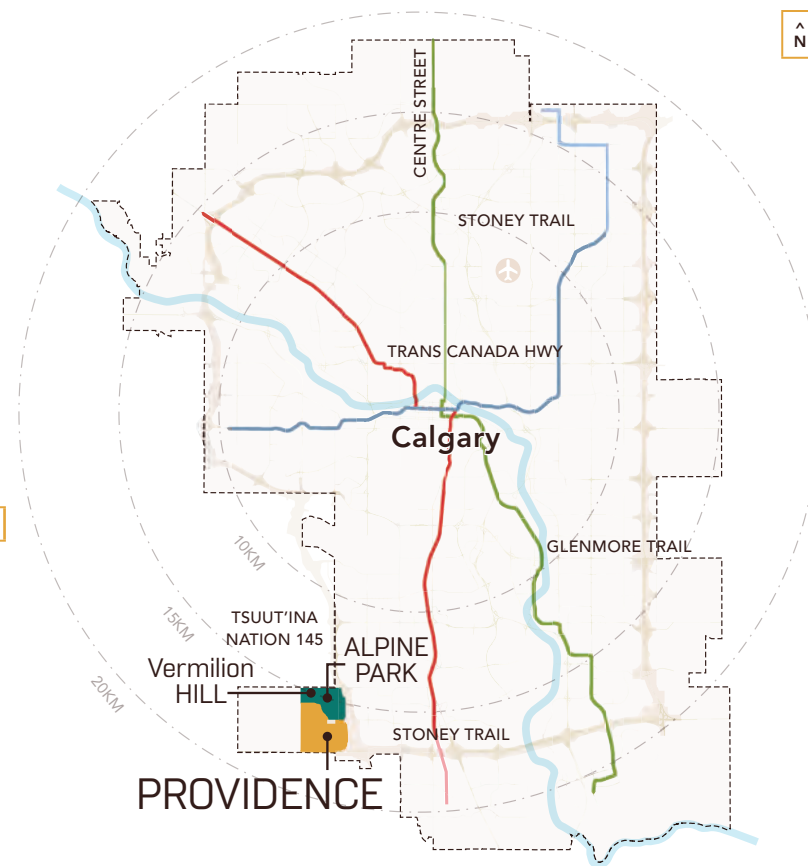 ^
N
CENTRE STREET
STONEY TRAIL
TRANS CANADA HWY
Calgary
GLENMORE TRAIL
10KM
15KM
20KM
TSUUT'INA
NATION 145
ALPINE
PARK
Vermilion
HILL
STONEY TRAIL
PROVIDENCE